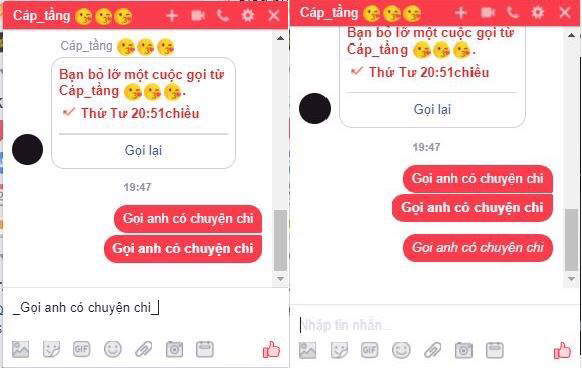 Cáp_tầng 😘😘😘
Cáp_tầng 😘😘😘
Bạn bỏ lỡ một cuộc gọi từ
Cáp_tầng 😘😘😘.
Thứ Tư 20:51chiều
Gọi lại
19:47
Gọi anh có chuyện chi
Gọi anh có chuyện chi
_Gọi anh có chuyện chi_
GIF
Cáp_tầng 😘😘😘
Bạn bỏ lỡ một cuộc gọi từ
Cáp_tầng 😘😘😘.
Thứ Tư 20:51chiều
Gọi lại
19:47
Gọi anh có chuyện chi
Gọi anh có chuyện chi
Gọi anh có chuyện chi
Nhập tin nhắn...
GIF